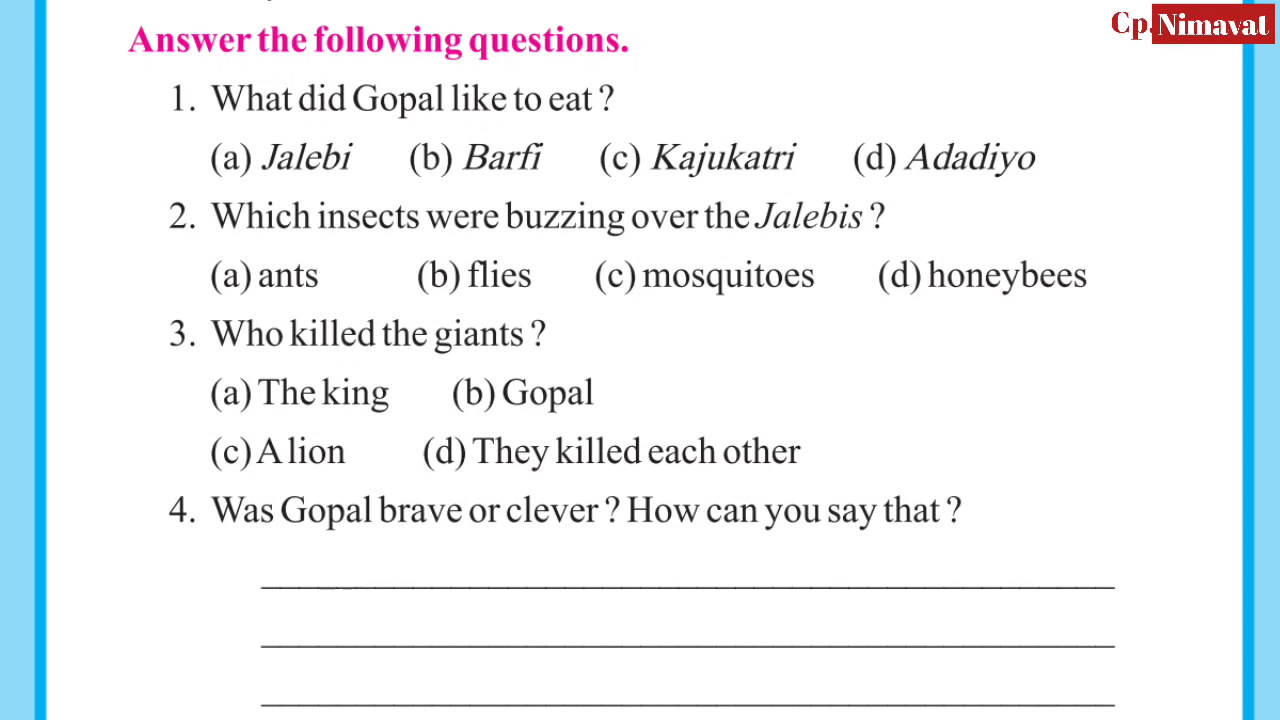 Cp. Nimavat
Answer the following questions.
1. What did Gopal like to eat ?
(a) Jalebi (b) Barfi (c) Kajukatri (d) Adadiyo
2. Which insects were buzzing over the Jalebis ?
(a) ants (b) flies (c) mosquitoes (d) honeybees
3. Who killed the giants ?
(a) The king (b) Gopal
(c) A lion (d) They killed each other
4. Was Gopal brave or clever ? How can you say that ?